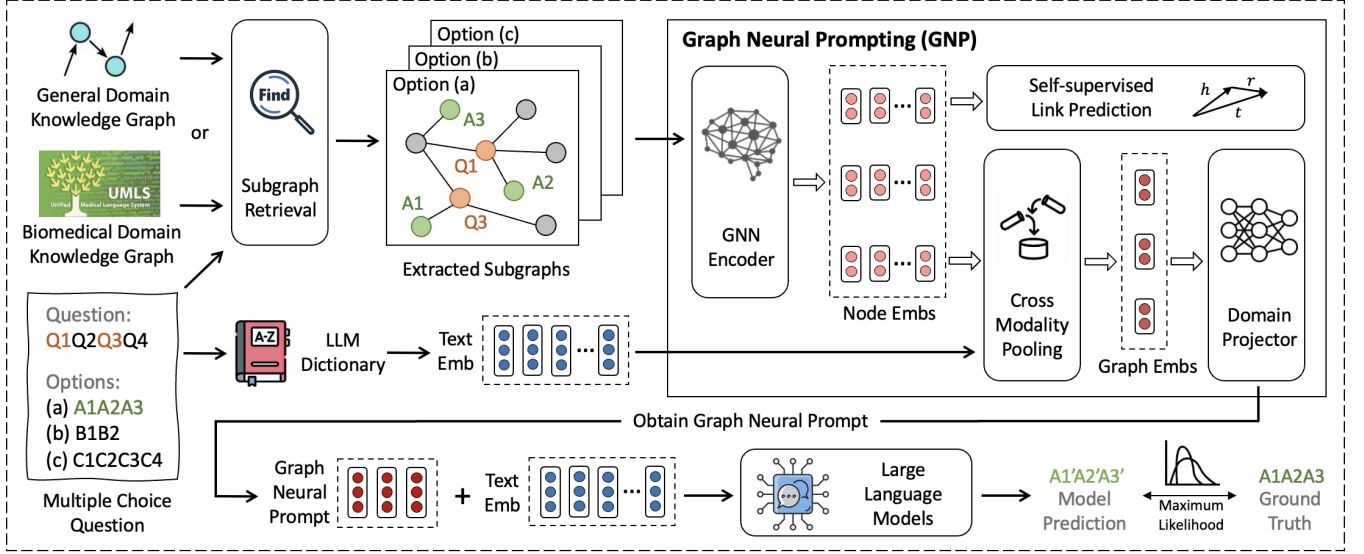 General Domain
Knowledge Graph
or
UMLS
Unified Medical Language System
Biomedical Domain
Knowledge Graph
Find
Subgraph
Retrieval
Option (c)
Option (b)
Option (a)
A3
Q1
A2
A1
Q3
Extracted Subgraphs
Graph Neural Prompting (GNP)
GNN
Encoder
Node Embs
Self-supervised
Link Prediction
h
r
t
Cross
Modality
Pooling
Graph Embs
Domain
Projector
Question:
Q1Q2Q3Q4
Options:
(a) A1A2A3
(b) B1B2
(c) C1C2C3C4
Multiple Choice
Question
A-Z
LLM
Dictionary
Text
Emb
Obtain Graph Neural Prompt
Graph
Neural
Prompt
+
Text
Emb
Large
Language
Models
A1'A2'A3'
Model
Prediction
Maximum
Likelihood
A1A2A3
Ground
Truth